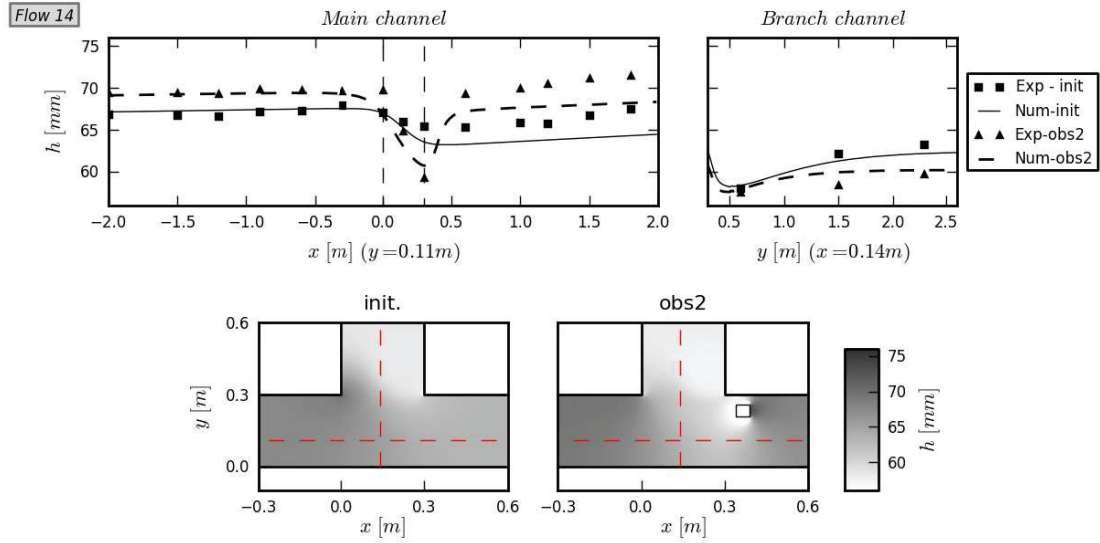 Flow 14
Main channel
Branch channel
75
70
65
60
h [mm]
−2.0 −1.5 −1.0 −0.5 0.0 0.5 1.0 1.5 2.0
x [m] (y=0.11m)
0.5 1.0 1.5 2.0 2.5
y [m] (x=0.14m)
Exp - init
Num-init
Exp-obs2
Num-obs2
init.
obs2
0.6
0.3
0.0
y [m]
−0.3 0.0 0.3 0.6
x [m]
−0.3 0.0 0.3 0.6
x [m]
75
70
65
60
h [mm]